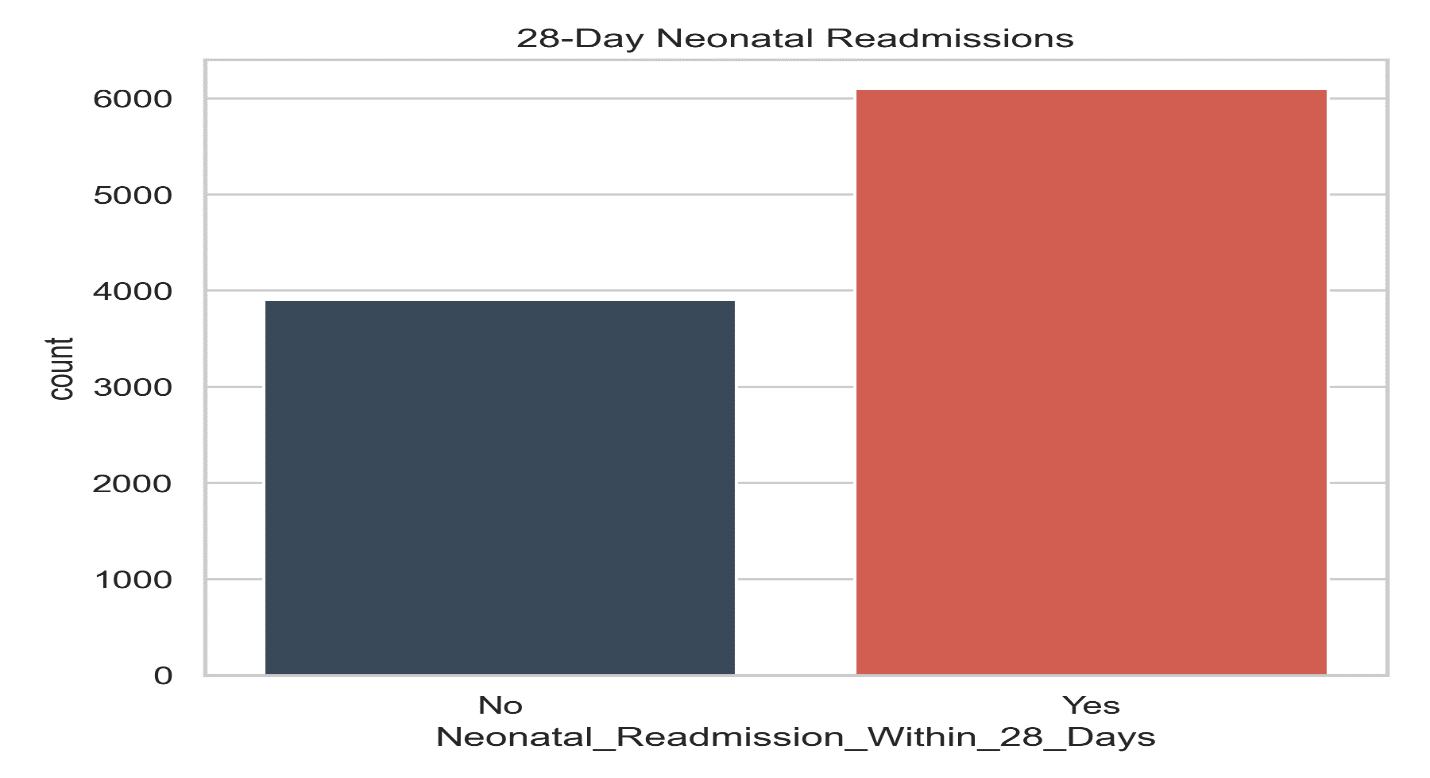 28-Day Neonatal Readmissions
6000
5000
4000
3000
2000
1000
0
count
No
Yes
Neonatal_Readmission_Within_28_Days